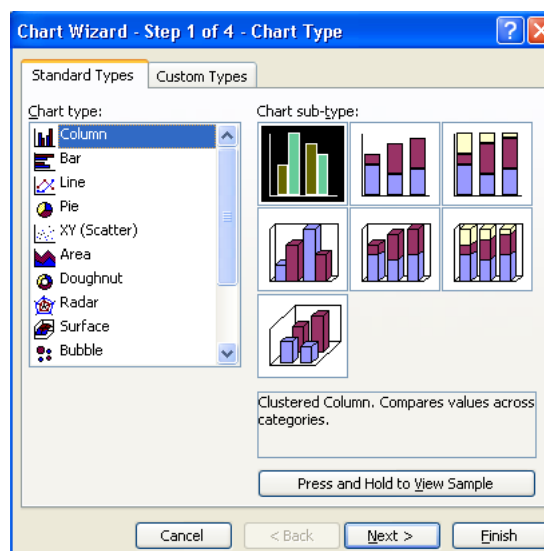 Chart Wizard - Step 1 of 4 - Chart Type
Standard Types
Custom Types
Chart type:
Column
Bar
Line
Pie
XY (Scatter)
Area
Doughnut
Radar
Surface
Bubble
Chart sub-type:
Clustered Column. Compares values across
categories.
Press and Hold to View Sample
Cancel
< Back
Next >
Finish